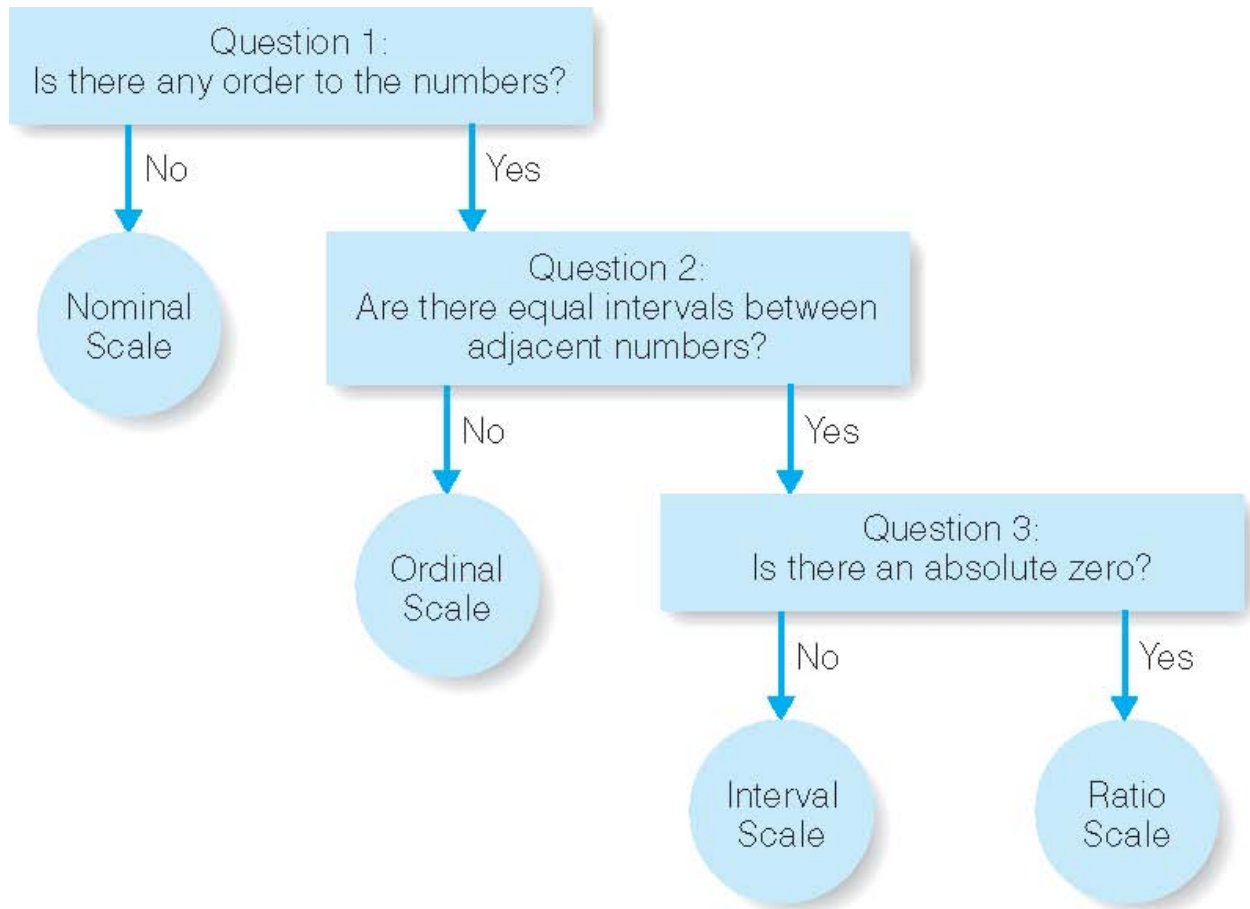 Question 1:
Is there any order to the numbers?
No
Yes
Nominal
Scale
Question 2:
Are there equal intervals between
adjacent numbers?
No
Yes
Ordinal
Scale
Question 3:
Is there an absolute zero?
No
Yes
Interval
Scale
Ratio
Scale